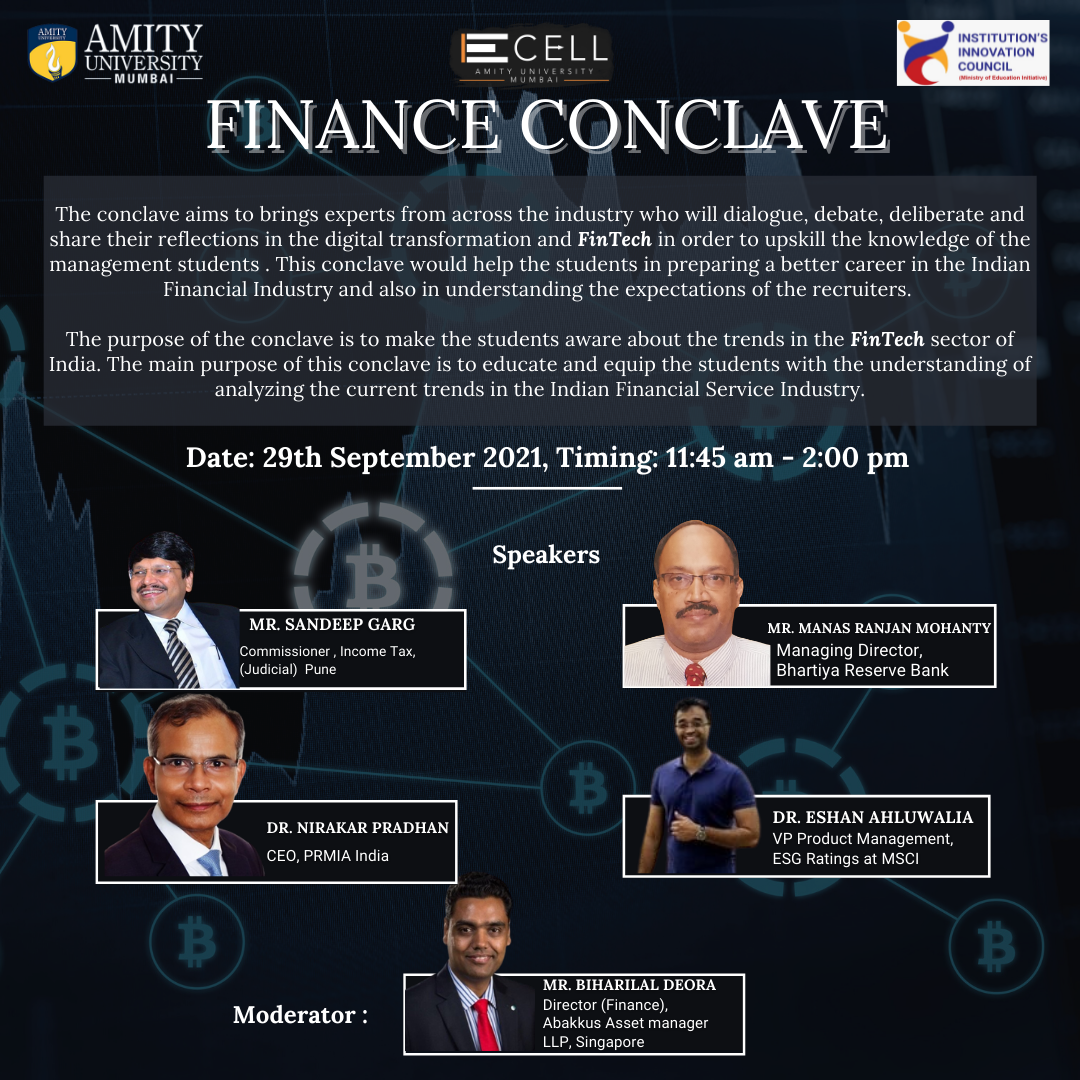 AMITY UNIVERSITY
AMITY
UNIVERSITY
MUMBAI
ECELL
AMITY UNIVERSITY
MUMBAI
INSTITUTION'S
INNOVATION
COUNCIL
(Ministry of Education Initiative)
FINANCE CONCLAVE
The conclave aims to brings experts from across the industry who will dialogue, debate, deliberate and
share their reflections in the digital transformation and FinTech in order to upskill the knowledge of the
management students . This conclave would help the students in preparing a better career in the Indian
Financial Industry and also in understanding the expectations of the recruiters.
The purpose of the conclave is to make the students aware about the trends in the FinTech sector of
India. The main purpose of this conclave is to educate and equip the students with the understanding of
analyzing the current trends in the Indian Financial Service Industry.
Date: 29th September 2021, Timing: 11:45 am - 2:00 pm
Speakers
MR. SANDEEP GARG
Commissioner , Income Tax,
(Judicial) Pune
MR. MANAS RANJAN MOHANTY
Managing Director,
Bhartiya Reserve Bank
DR. NIRAKAR PRADHAN
CEO, PRMIA India
DR. ESHAN AHLUWALIA
VP Product Management,
ESG Ratings at MSCI
Moderator :
MR. BIHARILAL DEORA
Director (Finance),
Abakkus Asset manager
LLP, Singapore